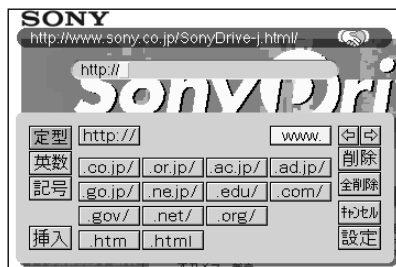 SONY
http://www.sony.co.jp/SonyDrive-j.html/
http://
Sony Dri
定型 http:// www. ⇦ ⇨
英数 .co.jp/ .or.jp/ .ac.jp/ .ad.jp/ 削除
記号 .go.jp/ .ne.jp/ .edu/ .com/ 全削除
.gov/ .net/ .org/ ｷｬﾝｾﾙ
挿入 .htm .html 設定